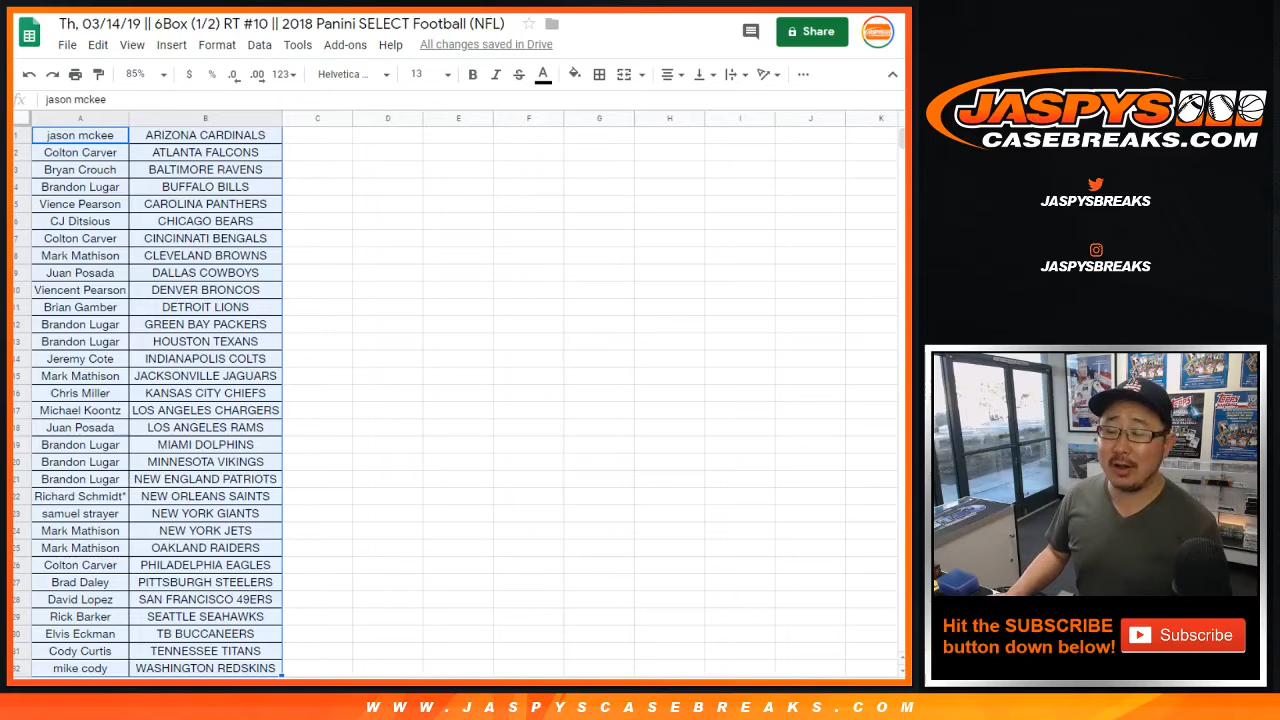 Th, 03/14/19 || 6Box (1/2) RT #10 || 2018 Panini SELECT Football (NFL)
File Edit View Insert Format Data Tools Add-ons Help All changes saved in Drive
Share
85% $ % .0 .00 123 Helvetica ... 13 B I S A
fx jason mckee
A B C D E F G H I J K
1 jason mckee ARIZONA CARDINALS
2 Colton Carver ATLANTA FALCONS
3 Bryan Crouch BALTIMORE RAVENS
4 Brandon Lugar BUFFALO BILLS
5 Vience Pearson CAROLINA PANTHERS
6 CJ Ditsious CHICAGO BEARS
7 Colton Carver CINCINNATI BENGALS
8 Mark Mathison CLEVELAND BROWNS
9 Juan Posada DALLAS COWBOYS
10 Viencent Pearson DENVER BRONCOS
11 Brian Gamber DETROIT LIONS
12 Brandon Lugar GREEN BAY PACKERS
13 Brandon Lugar HOUSTON TEXANS
14 Jeremy Cote INDIANAPOLIS COLTS
15 Mark Mathison JACKSONVILLE JAGUARS
16 Chris Miller KANSAS CITY CHIEFS
17 Michael Koontz LOS ANGELES CHARGERS
18 Juan Posada LOS ANGELES RAMS
19 Brandon Lugar MIAMI DOLPHINS
20 Brandon Lugar MINNESOTA VIKINGS
21 Brandon Lugar NEW ENGLAND PATRIOTS
22 Richard Schmidt* NEW ORLEANS SAINTS
23 samuel strayer NEW YORK GIANTS
24 Mark Mathison NEW YORK JETS
25 Mark Mathison OAKLAND RAIDERS
26 Colton Carver PHILADELPHIA EAGLES
27 Brad Daley PITTSBURGH STEELERS
28 David Lopez SAN FRANCISCO 49ERS
29 Rick Barker SEATTLE SEAHAWKS
30 Elvis Eckman TB BUCCANEERS
31 Cody Curtis TENNESSEE TITANS
32 mike cody WASHINGTON REDSKINS
JASPYS
CASEBREAKS.COM
JASPYSBREAKS
JASPYSBREAKS
Topps
Hit the SUBSCRIBE
button down below!
Subscribe
WWW.JASPYSCASEBREAKS.COM